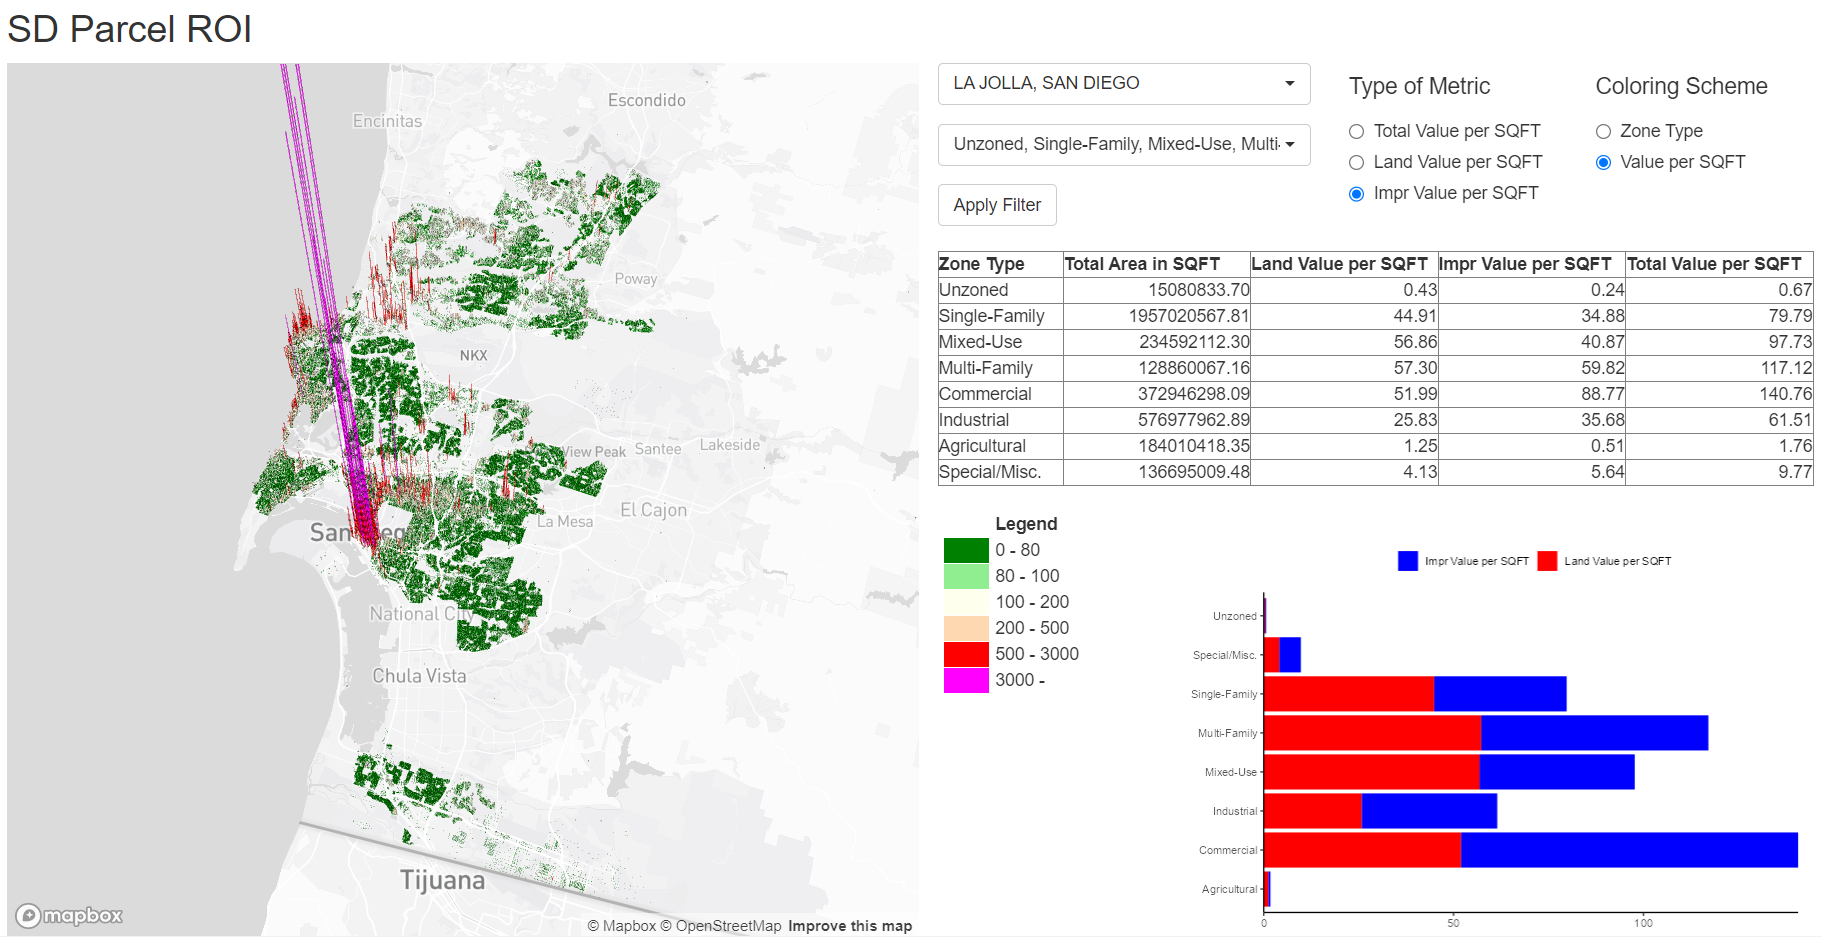 SD Parcel ROI
Escondido
Encinitas
Poway
NKX
View Peak
Santee
Lakeside
El Cajon
La Mesa
National City
Chula Vista
Tijuana
mapbox
© Mapbox © OpenStreetMap Improve this map
LA JOLLA, SAN DIEGO
Unzoned, Single-Family, Mixed-Use, Multi-
Apply Filter
Type of Metric
Total Value per SQFT
Land Value per SQFT
Impr Value per SQFT
Coloring Scheme
Zone Type
Value per SQFT
Zone Type Total Area in SQFT Land Value per SQFT Impr Value per SQFT Total Value per SQFT
Unzoned 15080833.70 0.43 0.24 0.67
Single-Family 1957020567.81 44.91 34.88 79.79
Mixed-Use 234592112.30 56.86 40.87 97.73
Multi-Family 128860067.16 57.30 59.82 117.12
Commercial 372946298.09 51.99 88.77 140.76
Industrial 576977962.89 25.83 35.68 61.51
Agricultural 184010418.35 1.25 0.51 1.76
Special/Misc. 136695009.48 4.13 5.64 9.77
Legend
0 - 80
80 - 100
100 - 200
200 - 500
500 - 3000
3000 -
Impr Value per SQFT Land Value per SQFT
Unzoned
Special/Misc.
Single-Family
Multi-Family
Mixed-Use
Industrial
Commercial
Agricultural
0 50 100